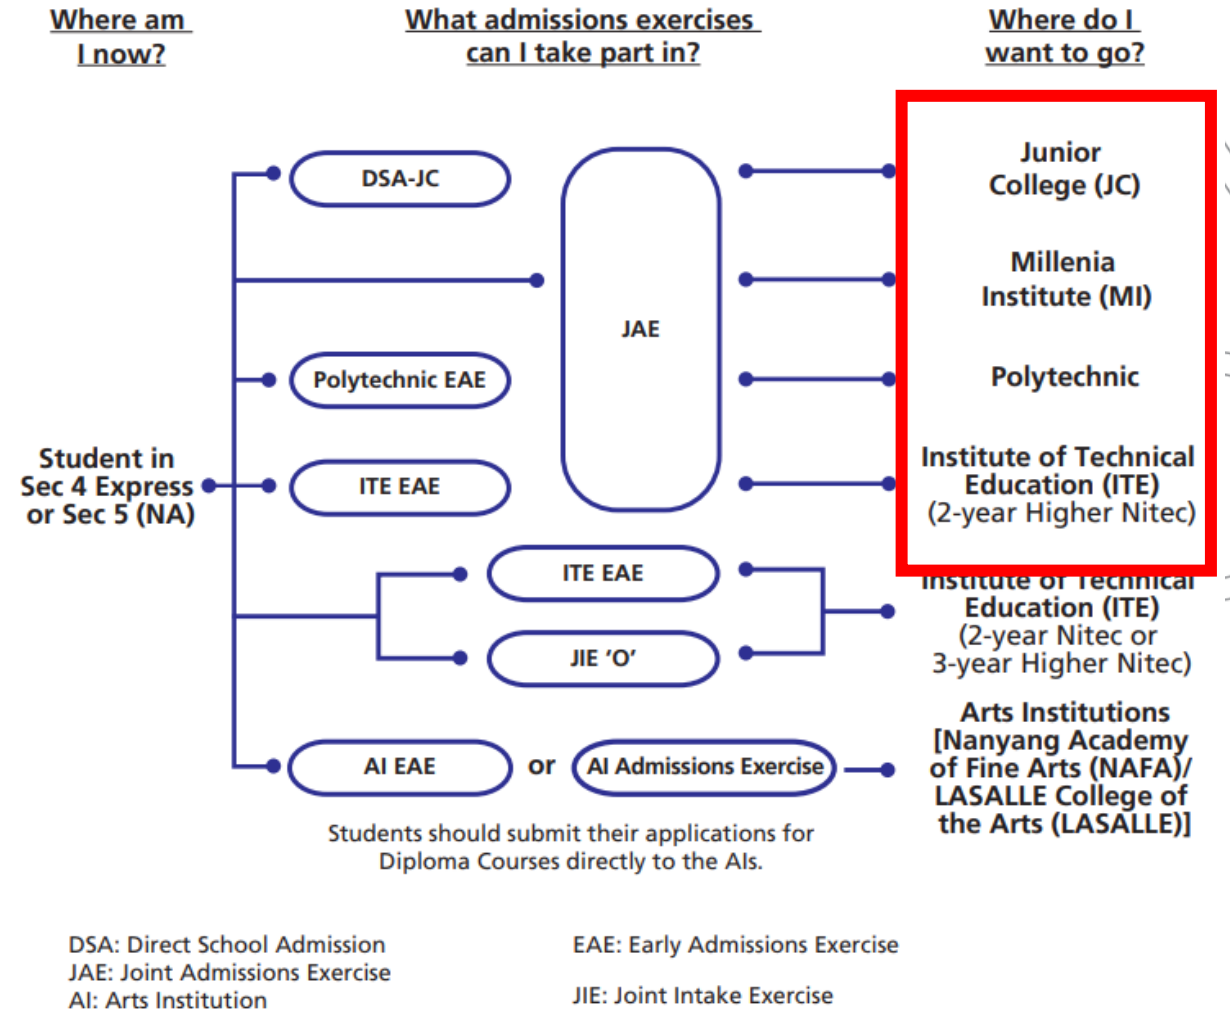 Where am
I now?
What admissions exercises
can I take part in?
Where do I
want to go?
DSA-JC
Junior
College (JC)
Millenia
Institute (MI)
JAE
Polytechnic EAE
Polytechnic
Student in
Sec 4 Express
or Sec 5 (NA)
ITE EAE
Institute of Technical
Education (ITE)
(2-year Higher Nitec)
ITE EAE
JIE ‘O’
Institute of Technical
Education (ITE)
(2-year Nitec or
3-year Higher Nitec)
AI EAE
or
AI Admissions Exercise
Arts Institutions
[Nanyang Academy
of Fine Arts (NAFA)/
LASALLE College of
the Arts (LASALLE)]
Students should submit their applications for
Diploma Courses directly to the AIs.
DSA: Direct School Admission
JAE: Joint Admissions Exercise
AI: Arts Institution
EAE: Early Admissions Exercise
JIE: Joint Intake Exercise